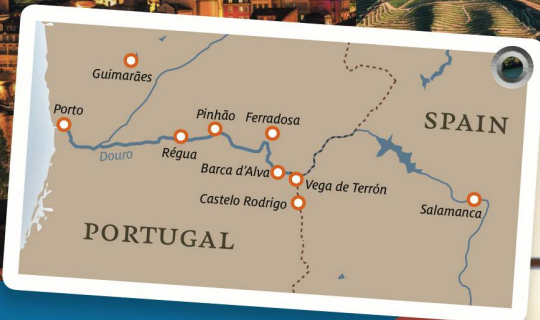 Guimarães
Porto
Pinhão
Ferradosa
SPAIN
Douro
Régua
Barca d'Alva
Vega de Terrón
Castelo Rodrigo
Salamanca
PORTUGAL